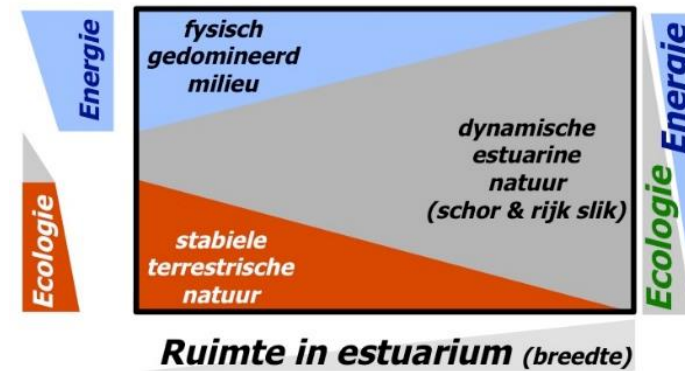 Energie
Ecologie
fysisch
gedomineerd
milieu
dynamische
estuarine
natuur
(schor & rijk slik)
stabiele
terrestrische
natuur
Energie
Ecologie
Ruimte in estuarium (breedte)